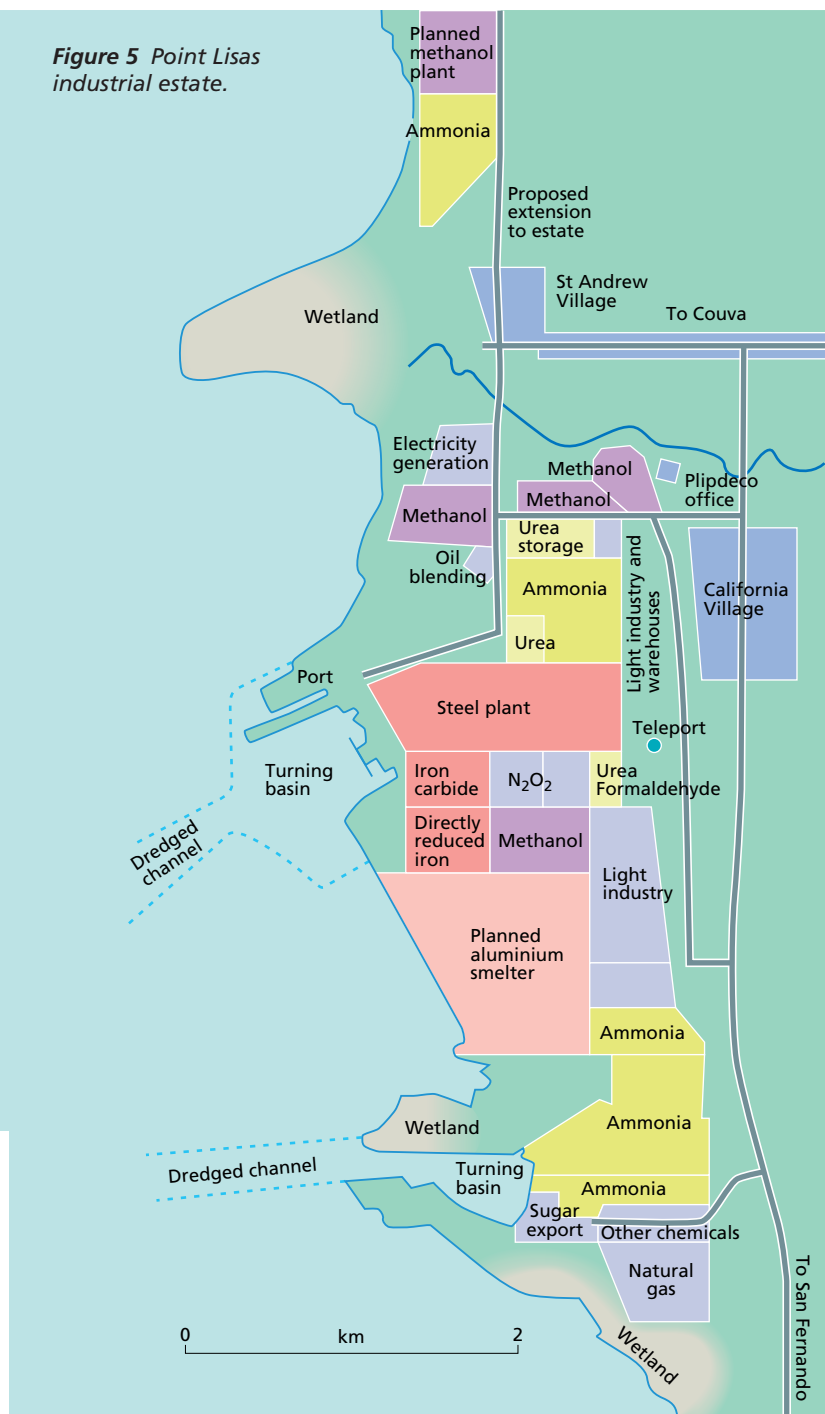 Figure 5 Point Lisas
industrial estate.
Planned
methanol
plant
Ammonia
Proposed
extension
to estate
St Andrew
Village
To Couva
Wetland
Electricity
generation
Methanol
Methanol
Plipdeco
office
Methanol
Oil
blending
Urea
storage
Ammonia
Urea
Light industry and
warehouses
California
Village
Port
Steel plant
Teleport
Turning
basin
Dredged
channel
Iron
carbide
N2O2
Urea
Formaldehyde
Directly
reduced
iron
Methanol
Light
industry
Planned
aluminium
smelter
Ammonia
Ammonia
Wetland
Dredged channel
Turning
basin
Ammonia
Sugar
export
Other chemicals
Natural
gas
To San Fernando
Wetland
0 km 2